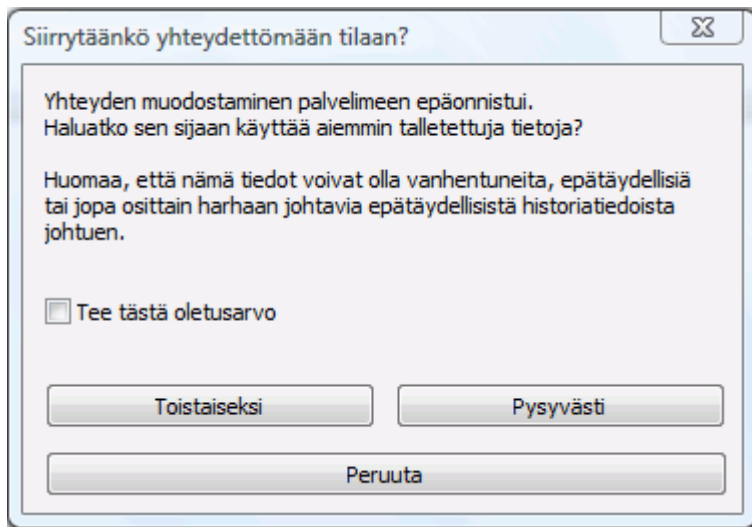 Siirrytäänkö yhteydettömään tilaan?
Yhteyden muodostaminen palvelimeen epäonnistui.
Haluatko sen sijaan käyttää aiemmin talletettuja tietoja?
Huomaa, että nämä tiedot voivat olla vanhentuneita, epätäydellisiä
tai jopa osittain harhaan johtavia epätäydellisistä historiatiedoista
johtuen.
Tee tästä oletusarvo
Toistaiseksi
Pysyvästi
Peruuta